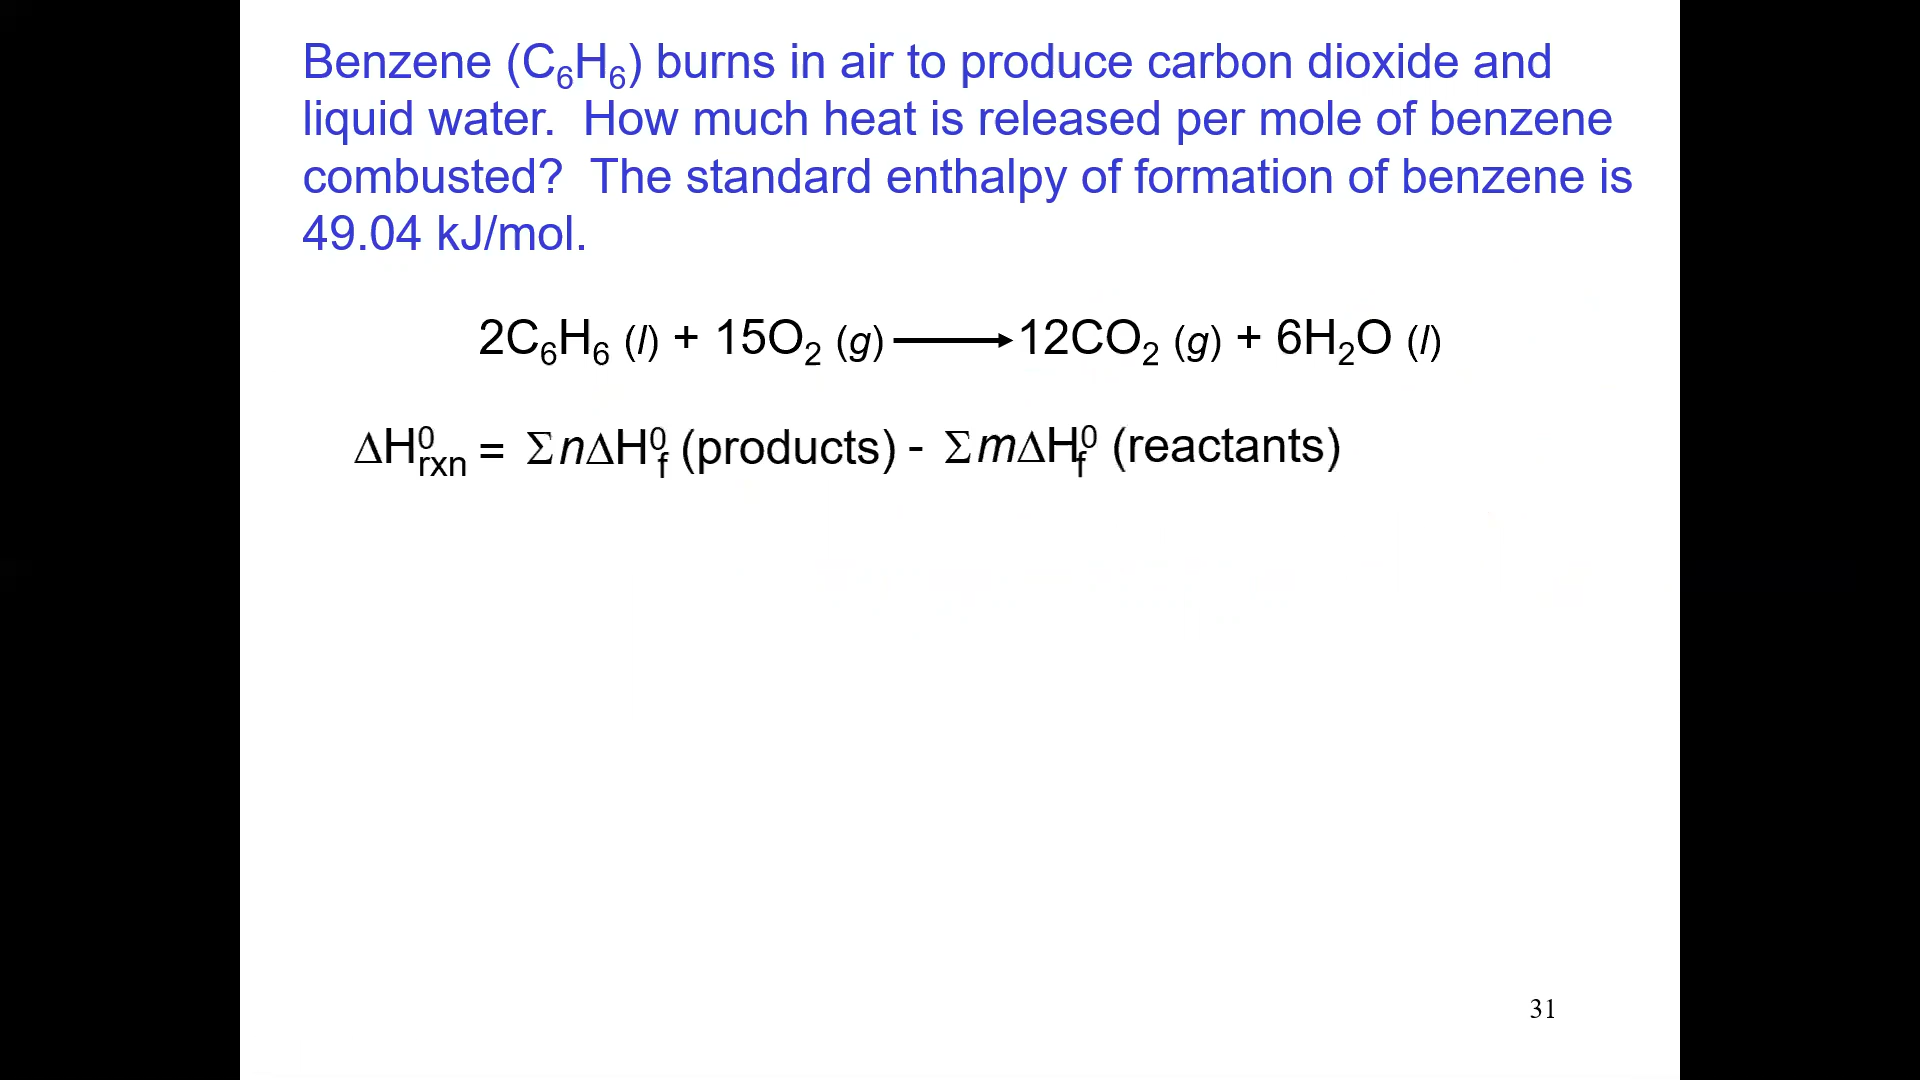 Benzene (C₆H₆) burns in air to produce carbon dioxide and
liquid water.  How much heat is released per mole of benzene
combusted?  The standard enthalpy of formation of benzene is
49.04 kJ/mol.
2C₆H₆ (l) + 15O₂ (g) ⟶ 12CO₂ (g) + 6H₂O (l)
ΔH⁰rxn = ΣnΔH⁰f (products) - ΣmΔH⁰f (reactants)
31